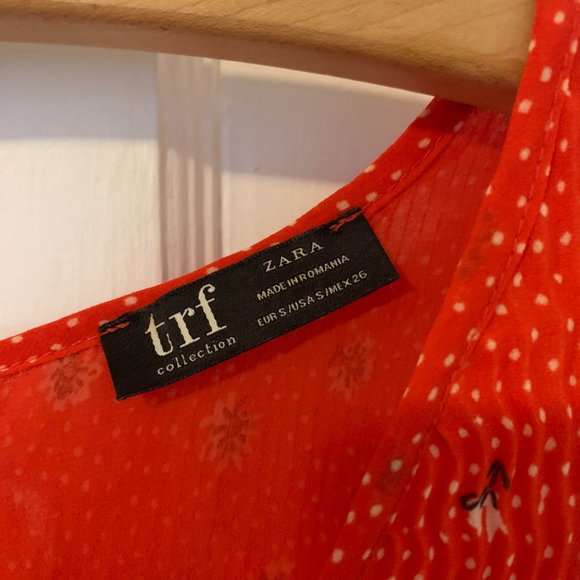 trf
collection
ZARA
MADE IN ROMANIA
EUR S/USA S/MEX 26